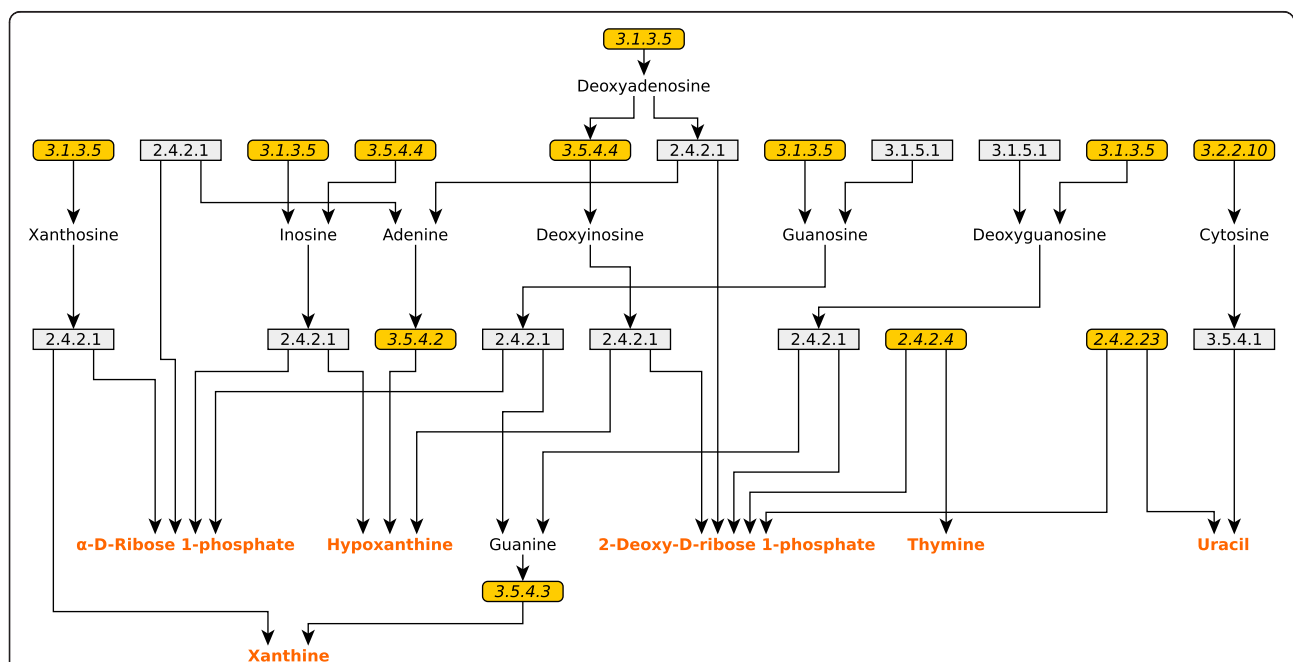 3.1.3.5
Deoxyadenosine
3.1.3.5 2.4.2.1 3.1.3.5 3.5.4.4 3.5.4.4 2.4.2.1 3.1.3.5 3.1.5.1 3.1.5.1 3.1.3.5 3.2.2.10
Xanthosine Inosine Adenine Deoxyinosine Guanosine Deoxyguanosine Cytosine
2.4.2.1 2.4.2.1 3.5.4.2 2.4.2.1 2.4.2.1 2.4.2.1 2.4.2.4 2.4.2.23 3.5.4.1
α-D-Ribose 1-phosphate Hypoxanthine Guanine 2-Deoxy-D-ribose 1-phosphate Thymine Uracil
3.5.4.3
Xanthine